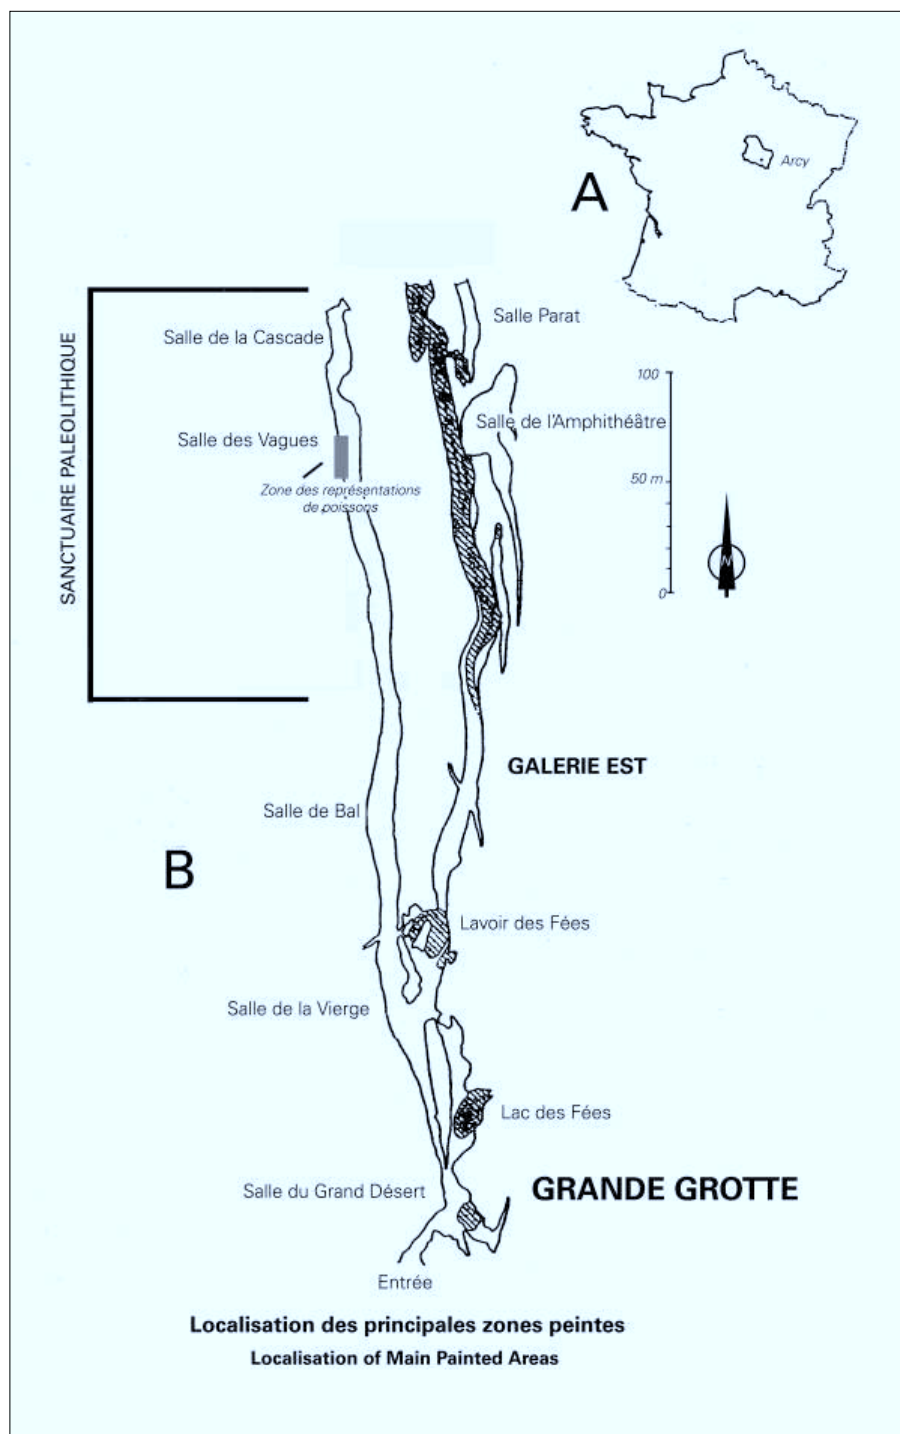 A
Arcy
SANCTUAIRE PALEOLITHIQUE
Salle de la Cascade
Salle Parat
Salle des Vagues
Salle de l'Amphithéâtre
Zone des représentations
de poissons
100
50 m
0
N
GALERIE EST
Salle de Bal
B
Lavoir des Fées
Salle de la Vierge
Lac des Fées
Salle du Grand Désert
GRANDE GROTTE
Entrée
Localisation des principales zones peintes
Localisation of Main Painted Areas